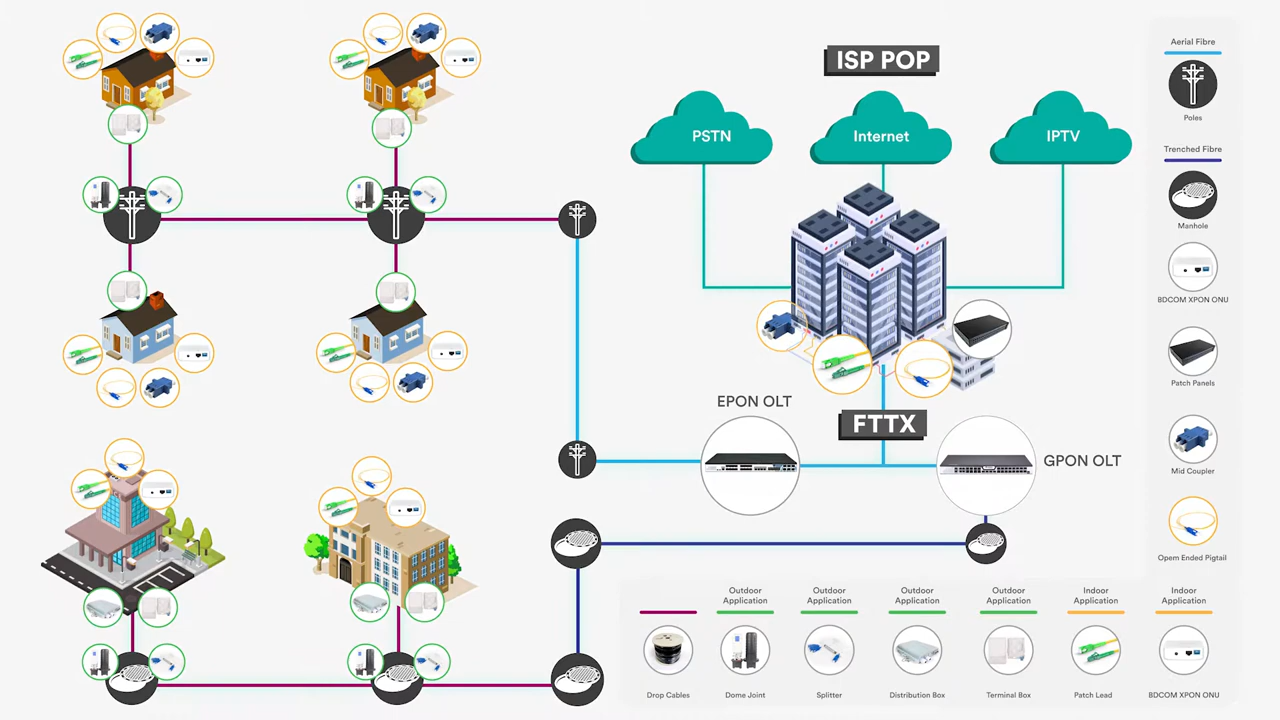 ISP POP
PSTN
Internet
IPTV
EPON OLT
FTTX
GPON OLT
Aerial Fibre
Poles
Trenched Fibre
Manhole
BDCOM XPON ONU
Patch Panels
Mid Coupler
Opem Ended Pigtail
Drop Cables
Outdoor
Application
Dome Joint
Outdoor
Application
Splitter
Outdoor
Application
Distribution Box
Outdoor
Application
Terminal Box
Indoor
Application
Patch Lead
Indoor
Application
BDCOM XPON ONU